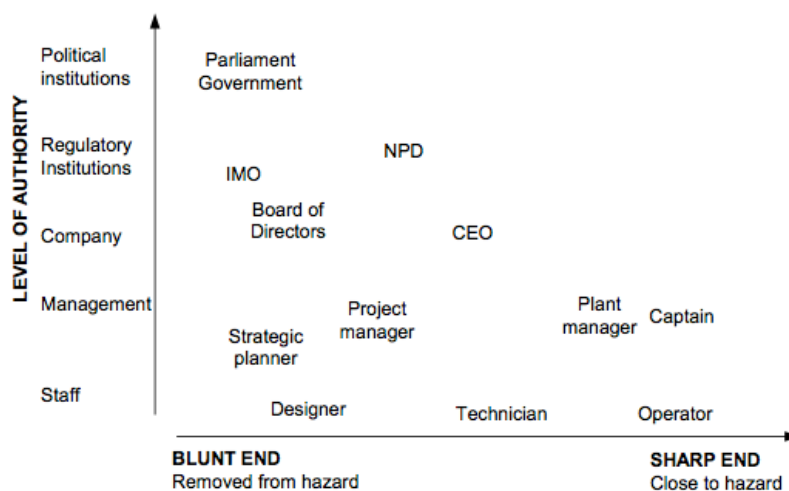 LEVEL OF AUTHORITY
Political
institutions
Parliament
Government
Regulatory
Institutions
NPD
IMO
Board of
Directors
Company
CEO
Management
Project
manager
Plant
manager
Captain
Strategic
planner
Staff
Designer
Technician
Operator
BLUNT END
Removed from hazard
SHARP END
Close to hazard